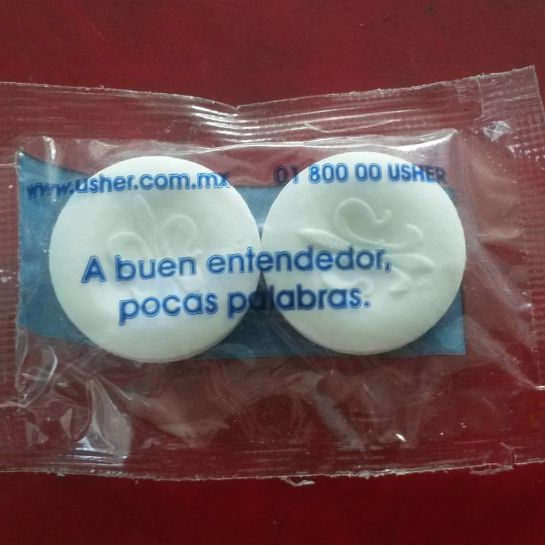 www.usher.com.mx 01 800 00 USHER
A buen entendedor,
pocas palabras.